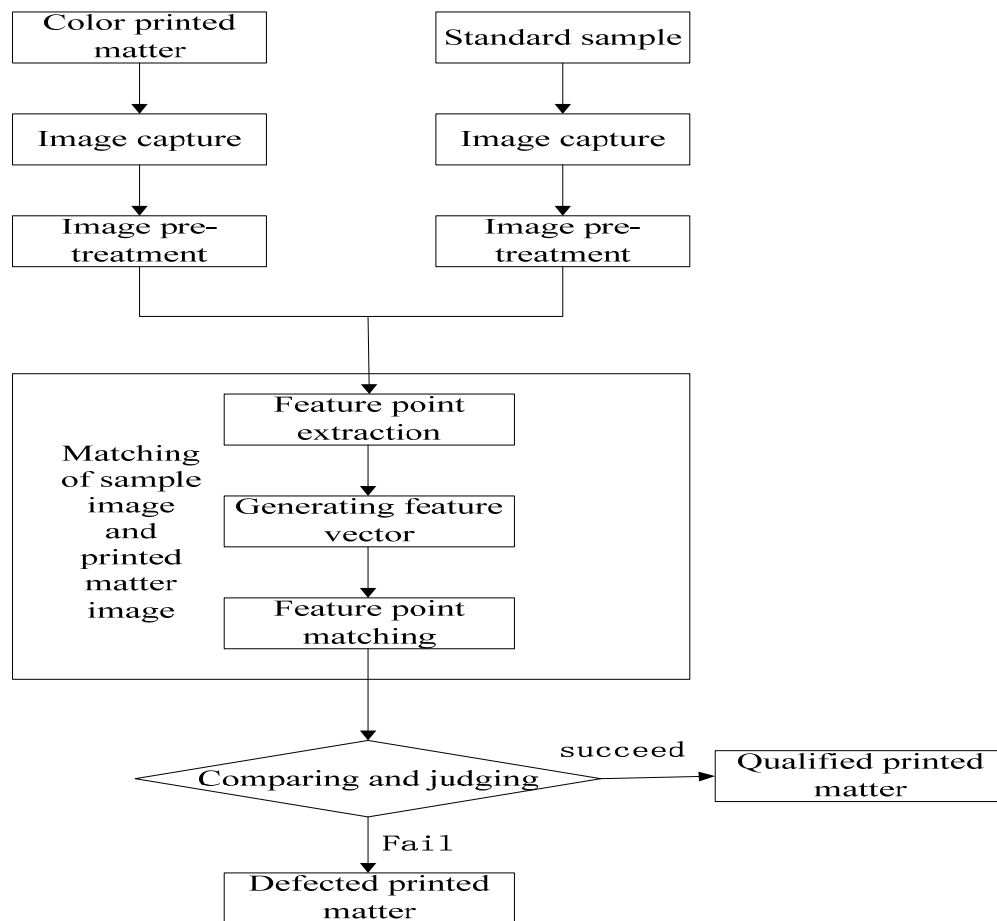 Color printed
matter
Standard sample
Image capture
Image capture
Image pre-
treatment
Image pre-
treatment
Feature point
extraction
Matching
of sample
image
and
printed
matter
image
Generating feature
vector
Feature point
matching
Comparing and judging
succeed
Qualified printed
matter
Fail
Defected printed
matter